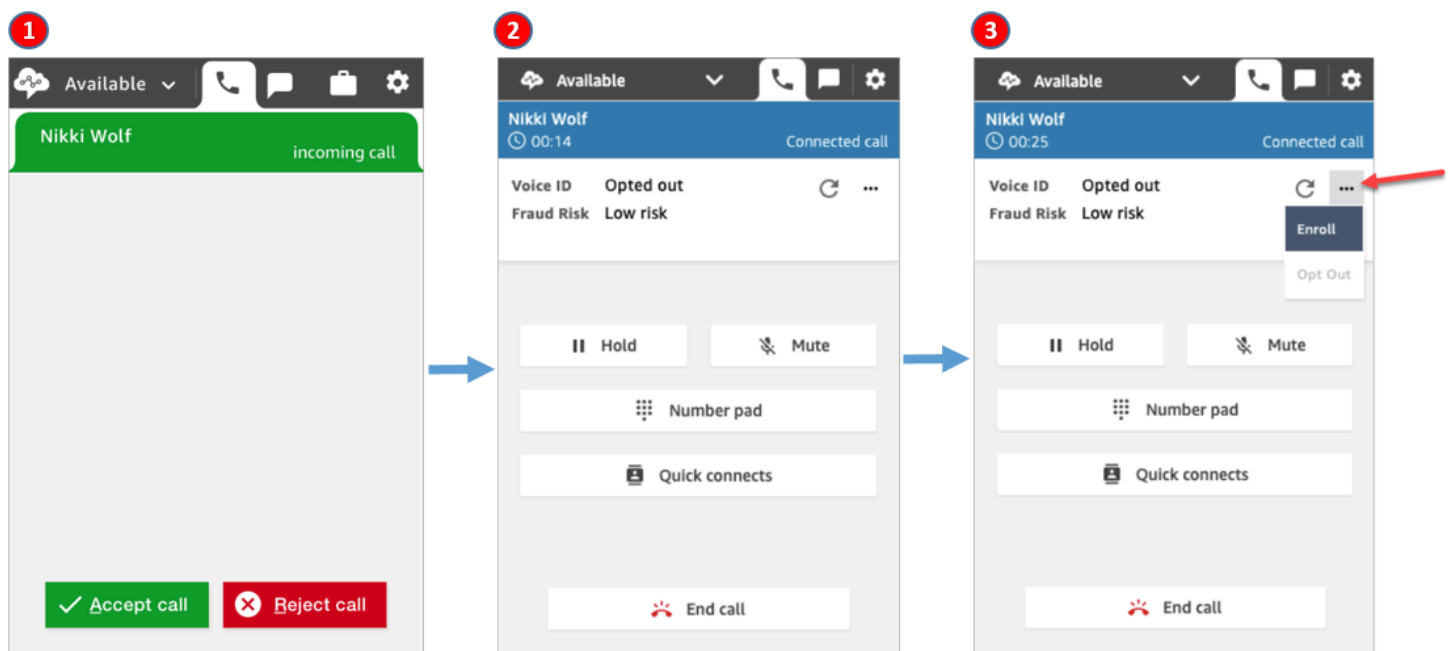 1
Available
Nikki Wolf
incoming call
Accept call
Reject call
2
Available
Nikki Wolf
00:14
Connected call
Voice ID Opted out
Fraud Risk Low risk
Hold
Mute
Number pad
Quick connects
End call
3
Available
Nikki Wolf
00:25
Connected call
Voice ID Opted out
Fraud Risk Low risk
Enroll
Opt Out
Hold
Mute
Number pad
Quick connects
End call